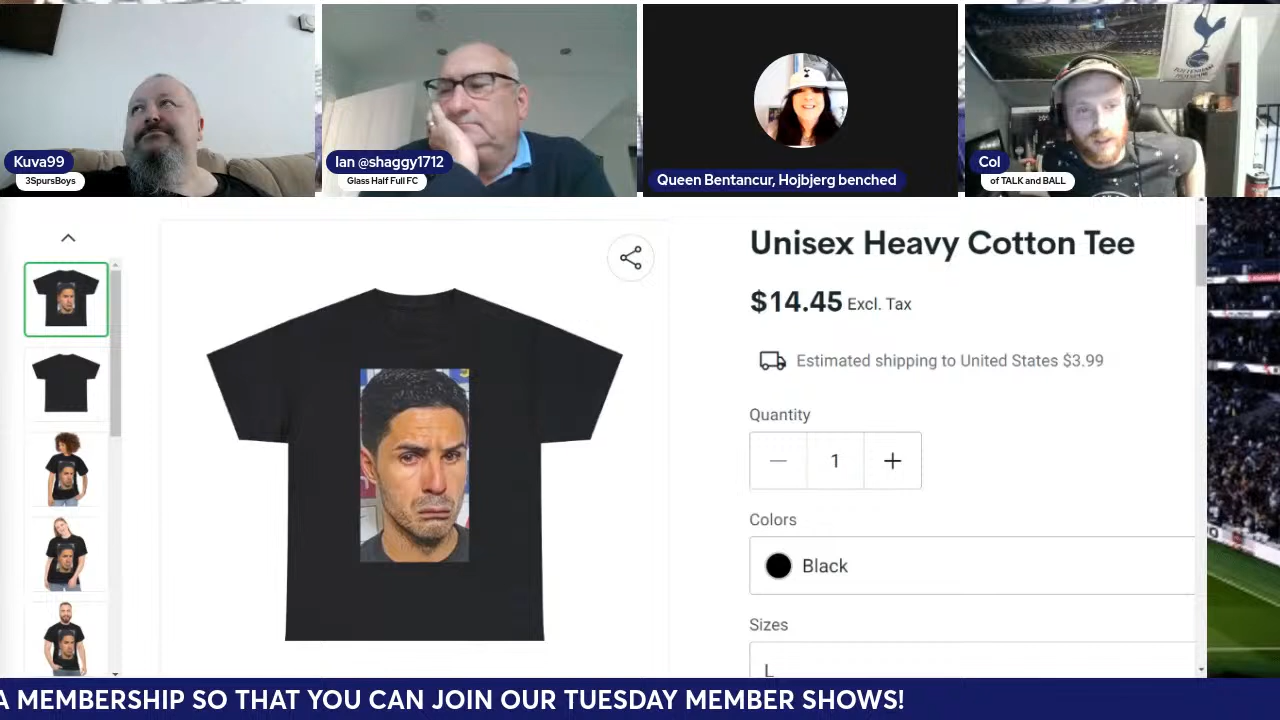 Kuva99
3SpursBoys
Ian @shaggy1712
Glass Half Full FC
Queen Bentancur, Hojbjerg benched
TOTTENHAM
HOTSPUR
Col
of TALK and BALL
Unisex Heavy Cotton Tee
$14.45 Excl. Tax
Estimated shipping to United States $3.99
Quantity
1
Colors
Black
Sizes
L
A MEMBERSHIP SO THAT YOU CAN JOIN OUR TUESDAY MEMBER SHOWS!